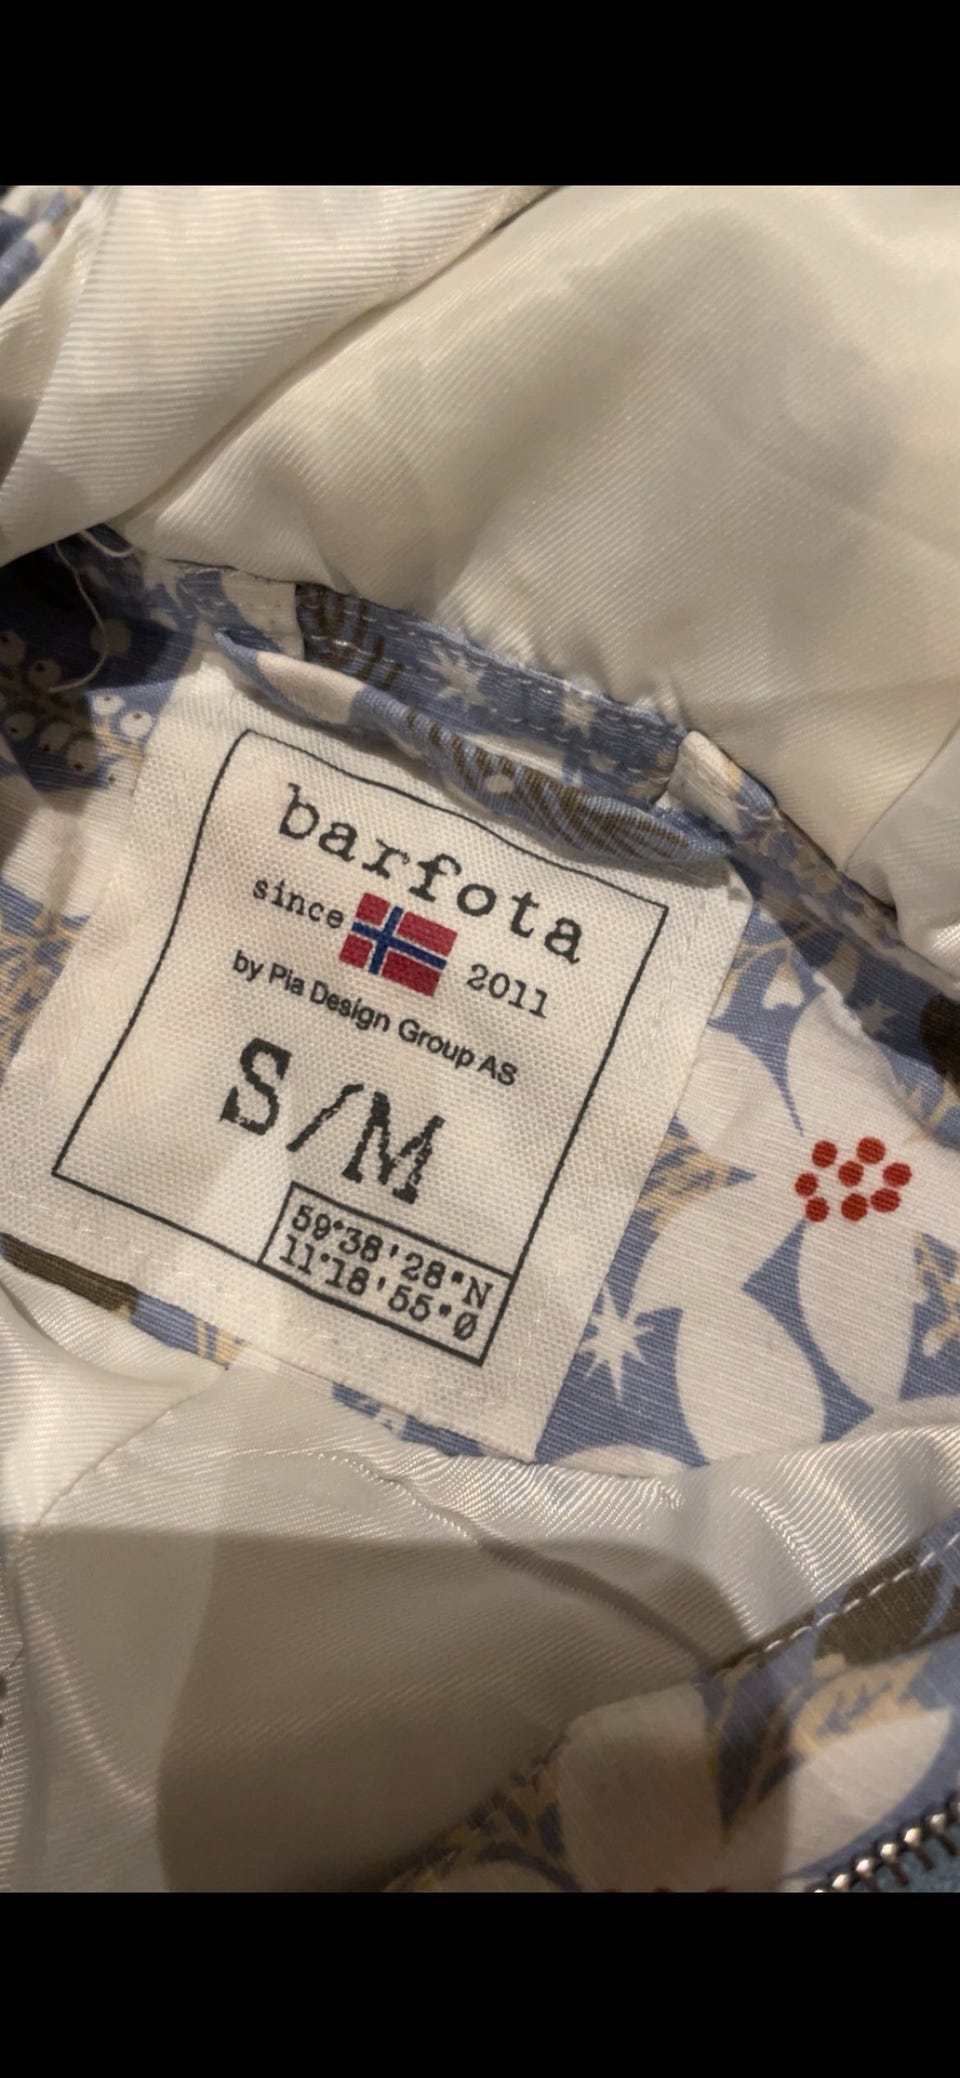 barfota
since 2011
by Pia Design Group AS
S/M
59°38'28"N
11°18'55"Ø